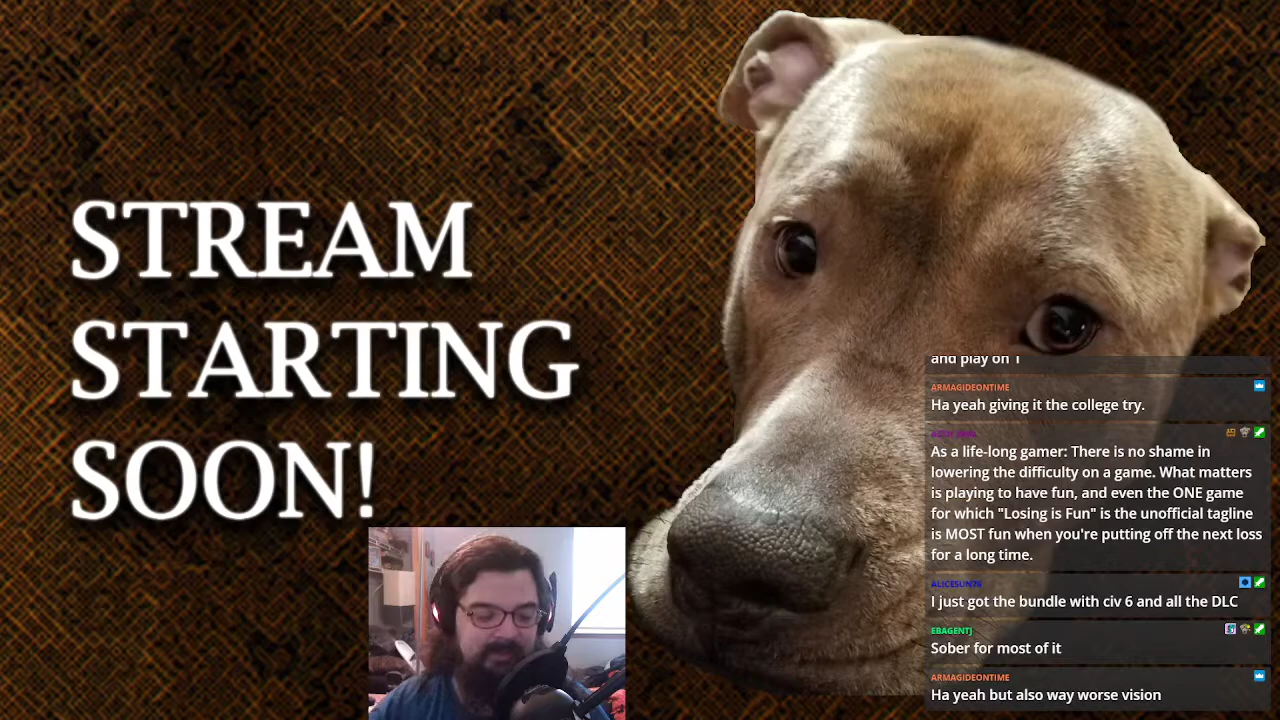 STREAM
STARTING
SOON!
and play on 1
ARMAGIDEONTIME
Ha yeah giving it the college try.
As a life-long gamer: There is no shame in
lowering the difficulty on a game. What matters
is playing to have fun, and even the ONE game
for which "Losing is Fun" is the unofficial tagline
is MOST fun when you're putting off the next loss
for a long time.
ALICESUN76
I just got the bundle with civ 6 and all the DLC
EBAGENTJ
Sober for most of it
ARMAGIDEONTIME
Ha yeah but also way worse vision